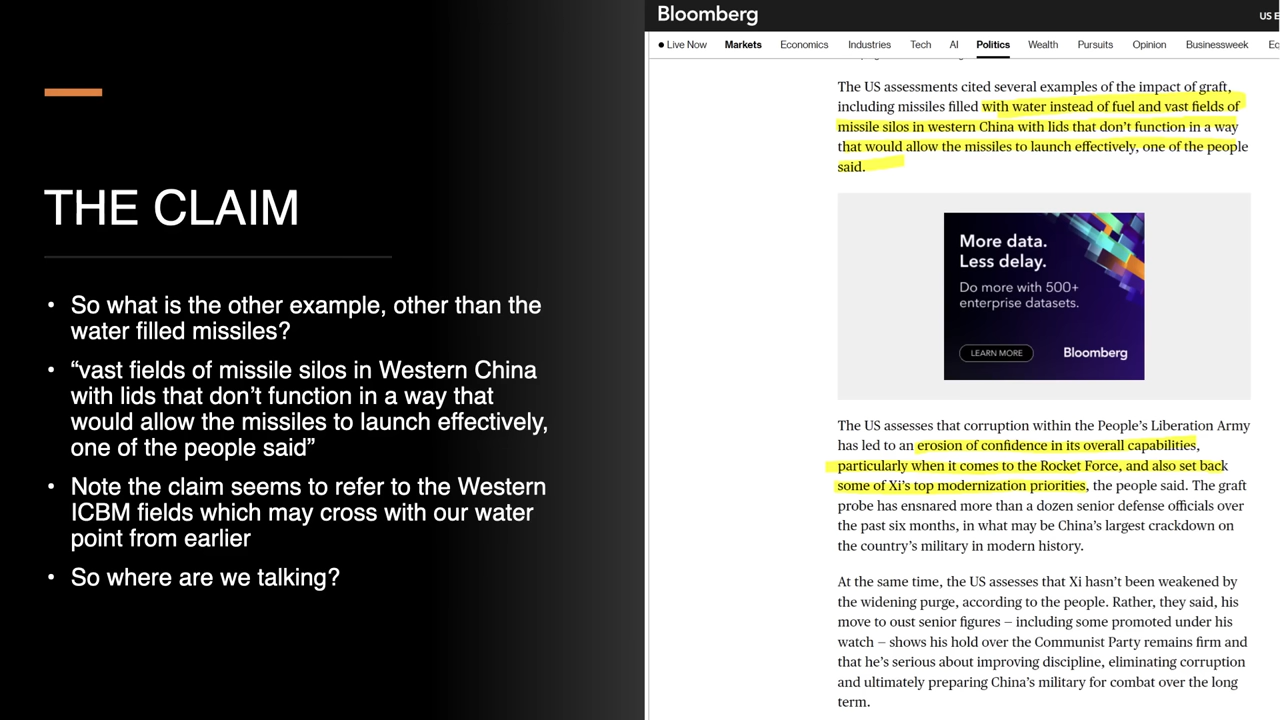 THE CLAIM
• So what is the other example, other than the
water filled missiles?
• “vast fields of missile silos in Western China
with lids that don’t function in a way that
would allow the missiles to launch effectively,
one of the people said”
• Note the claim seems to refer to the Western
ICBM fields which may cross with our water
point from earlier
• So where are we talking?
Bloomberg
US E
• Live Now Markets Economics Industries Tech AI Politics Wealth Pursuits Opinion Businessweek Eq
The US assessments cited several examples of the impact of graft,
including missiles filled with water instead of fuel and vast fields of
missile silos in western China with lids that don’t function in a way
that would allow the missiles to launch effectively, one of the people
said.
More data.
Less delay.
Do more with 500+
enterprise datasets.
LEARN MORE
Bloomberg
The US assesses that corruption within the People’s Liberation Army
has led to an erosion of confidence in its overall capabilities,
particularly when it comes to the Rocket Force, and also set back
some of Xi’s top modernization priorities, the people said. The graft
probe has ensnared more than a dozen senior defense officials over
the past six months, in what may be China’s largest crackdown on
the country’s military in modern history.
At the same time, the US assesses that Xi hasn’t been weakened by
the widening purge, according to the people. Rather, they said, his
move to oust senior figures — including some promoted under his
watch — shows his hold over the Communist Party remains firm and
that he’s serious about improving discipline, eliminating corruption
and ultimately preparing China’s military for combat over the long
term.